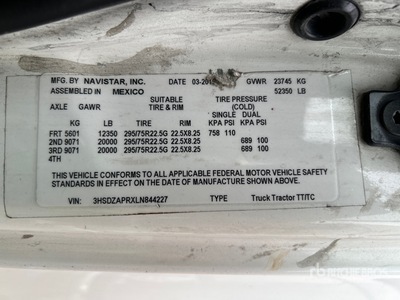 MFG. BY NAVISTAR, INC. DATE 03-20 GVWR 23745 KG
ASSEMBLED IN MEXICO 52350 LB
SUITABLE TIRE PRESSURE
AXLE GAWR TIRE & RIM (COLD)
SINGLE DUAL
KG LB TIRE RIM KPA PSI KPA PSI
FRT 5601 12350 295/75R22.5G 22.5X8.25 758 110
2ND 9071 20000 295/75R22.5G 22.5X8.25 689 100
3RD 9071 20000 295/75R22.5G 22.5X8.25 689 100
4TH
THIS VEHICLE CONFORMS TO ALL APPLICABLE FEDERAL MOTOR VEHICLE SAFETY
STANDARDS IN EFFECT ON THE DATE OF MANUFACTURE SHOWN ABOVE.
VIN: 3HSDZAPRXLN844227 TYPE Truck Tractor TT/TC